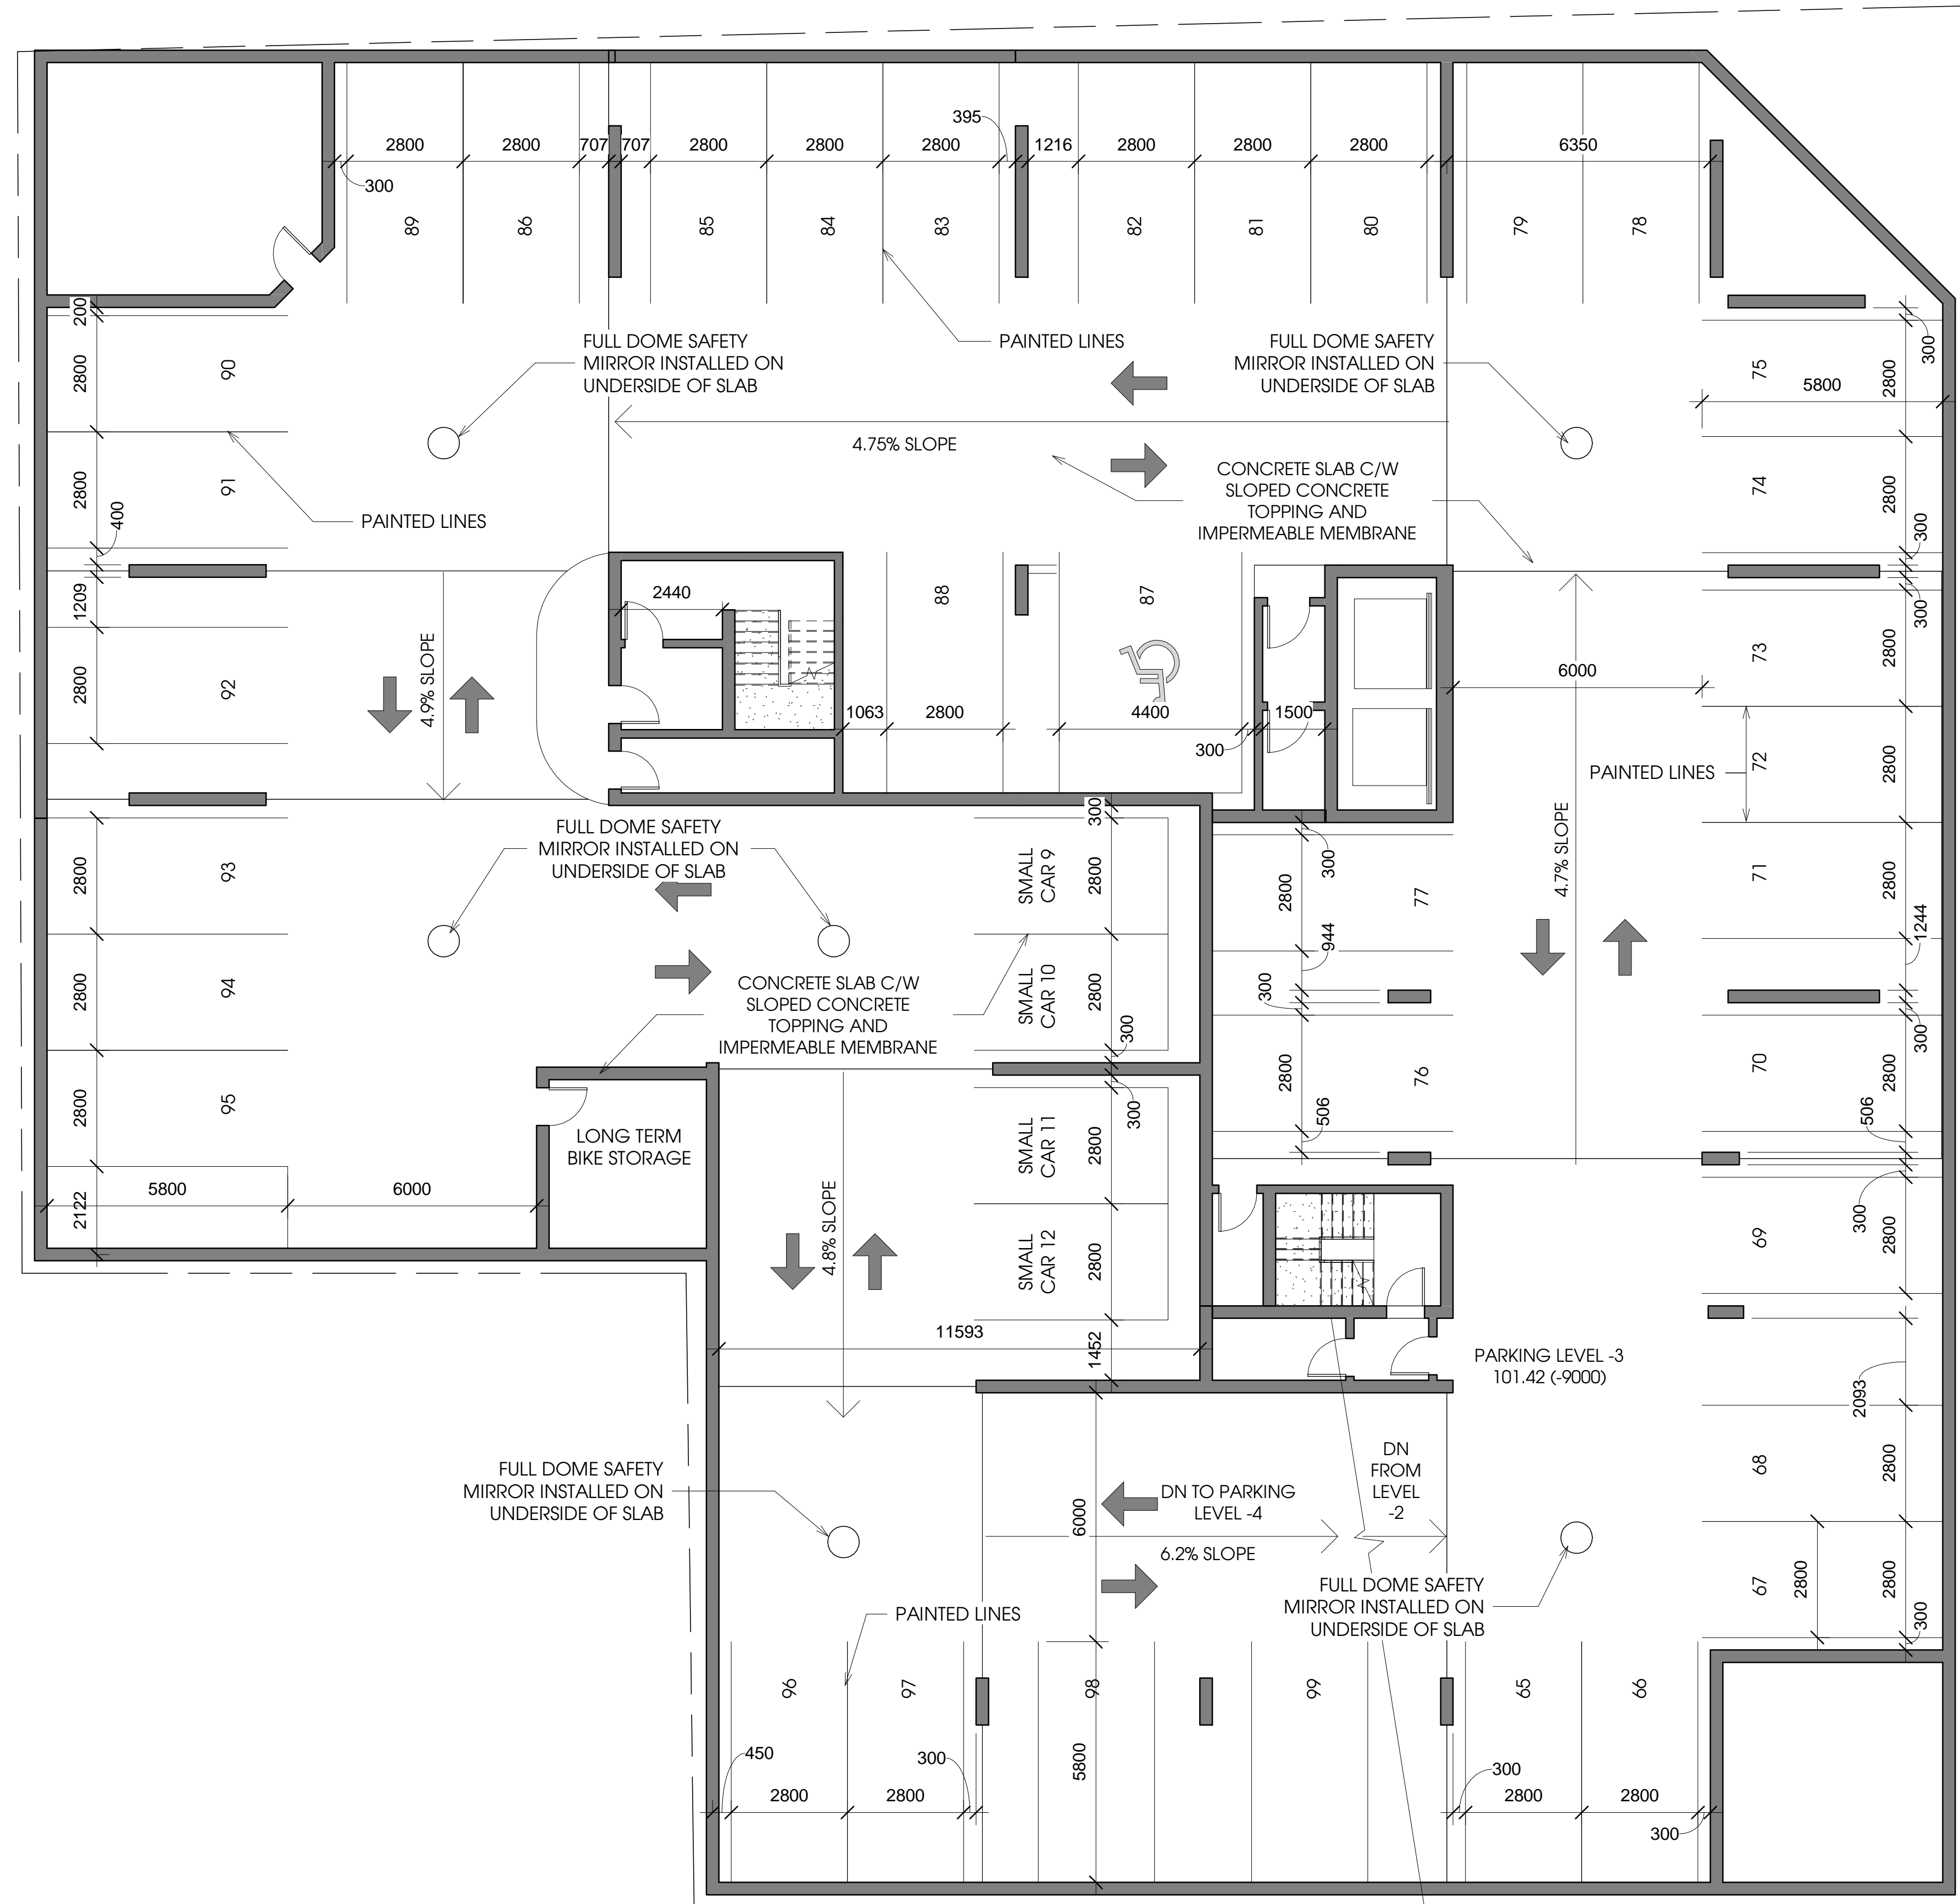 395
2800
2800
707
707
2800
2800
2800
1216
2800
2800
2800
6350
300
89
86
85
84
83
82
81
80
79
78
200
2800
90
FULL DOME SAFETY
MIRROR INSTALLED ON
UNDERSIDE OF SLAB
PAINTED LINES
FULL DOME SAFETY
MIRROR INSTALLED ON
UNDERSIDE OF SLAB
75
5800
2800
300
4.75% SLOPE
2800
91
400
PAINTED LINES
CONCRETE SLAB C/W
SLOPED CONCRETE
TOPPING AND
IMPERMEABLE MEMBRANE
74
2800
300
1209
2440
88
87
300
2800
92
4.9% SLOPE
73
2800
6000
1063
2800
4400
1500
300
PAINTED LINES
72
2800
FULL DOME SAFETY
MIRROR INSTALLED ON
UNDERSIDE OF SLAB
300
2800
93
SMALL
CAR 9
2800
300
2800
77
4.7% SLOPE
71
2800
944
1244
2800
94
CONCRETE SLAB C/W
SLOPED CONCRETE
TOPPING AND
IMPERMEABLE MEMBRANE
SMALL
CAR 10
2800
300
300
300
2800
95
LONG TERM
BIKE STORAGE
SMALL
CAR 11
2800
300
2800
76
506
70
2800
506
5800
6000
2122
4.8% SLOPE
SMALL
CAR 12
2800
69
300
2800
11593
1452
PARKING LEVEL -3
101.42 (-9000)
2093
FULL DOME SAFETY
MIRROR INSTALLED ON
UNDERSIDE OF SLAB
6000
DN TO PARKING
LEVEL -4
6.2% SLOPE
DN
FROM
LEVEL
-2
68
2800
FULL DOME SAFETY
MIRROR INSTALLED ON
UNDERSIDE OF SLAB
67
2800
2800
300
PAINTED LINES
96
97
98
99
65
66
450
300
5800
300
2800
2800
2800
2800
300